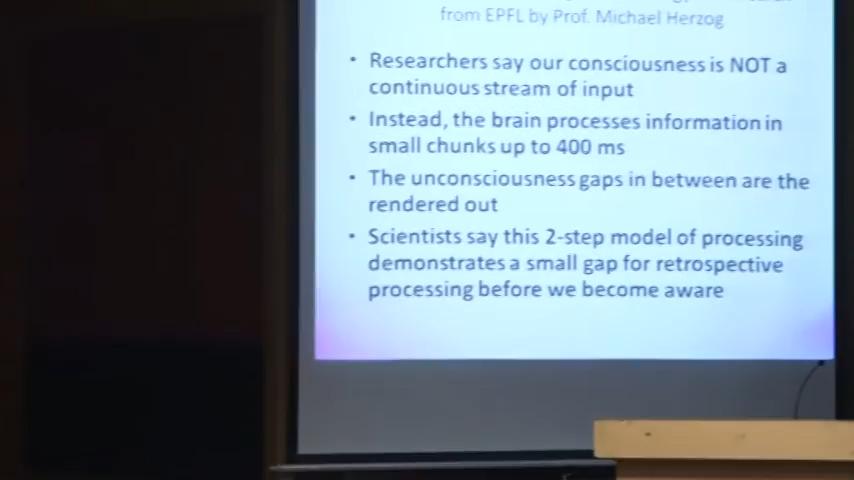 from EPFL by Prof. Michael Herzog
• Researchers say our consciousness is NOT a
continuous stream of input
• Instead, the brain processes information in
small chunks up to 400 ms
• The unconsciousness gaps in between are the
rendered out
• Scientists say this 2-step model of processing
demonstrates a small gap for retrospective
processing before we become aware